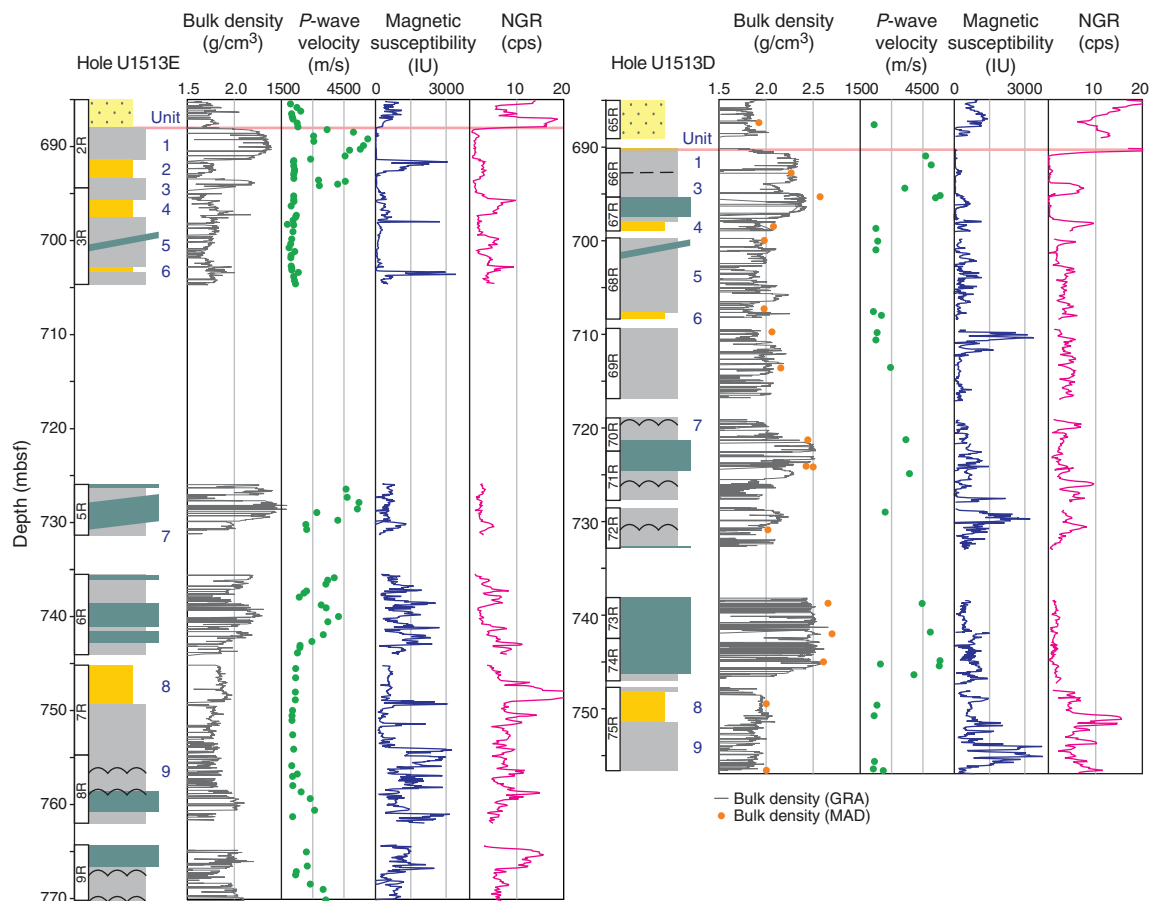 Bulk density
(g/cm³)
P-wave
velocity
(m/s)
Magnetic
susceptibility
(IU)
NGR
(cps)
Hole U1513E
1.5 2.0 1500 4500 0 3000 10 20
Unit
2R
3R
5R
6R
7R
8R
9R
1
2
3
4
5
6
7
8
9
Depth (mbsf)
690
700
710
720
730
740
750
760
770
Bulk density
(g/cm³)
P-wave
velocity
(m/s)
Magnetic
susceptibility
(IU)
NGR
(cps)
Hole U1513D
1.5 2.0 2.5 1500 4500 0 3000 10 20
Unit
65R
66R
67R
68R
69R
70R
71R
72R
73R
74R
75R
1
3
4
5
6
7
8
9
690
700
710
720
730
740
750
Bulk density (GRA)
Bulk density (MAD)